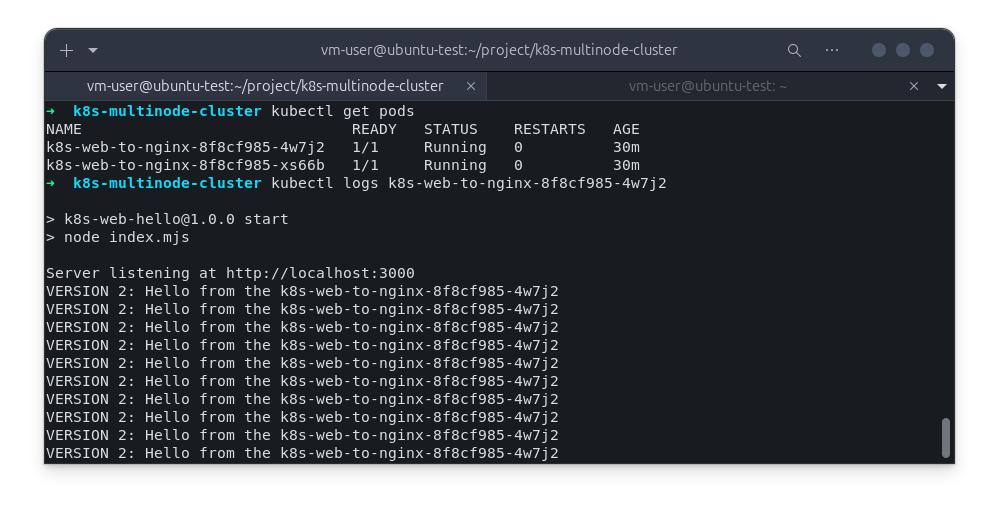 vm-user@ubuntu-test:~/project/k8s-multinode-cluster
vm-user@ubuntu-test:~/project/k8s-multinode-cluster × vm-user@ubuntu-test: ~ ×
➜  k8s-multinode-cluster kubectl get pods
NAME                              READY   STATUS    RESTARTS   AGE
k8s-web-to-nginx-8f8cf985-4w7j2   1/1     Running   0          30m
k8s-web-to-nginx-8f8cf985-xs66b   1/1     Running   0          30m
➜  k8s-multinode-cluster kubectl logs k8s-web-to-nginx-8f8cf985-4w7j2
> k8s-web-hello@1.0.0 start
> node index.mjs
Server listening at http://localhost:3000
VERSION 2: Hello from the k8s-web-to-nginx-8f8cf985-4w7j2
VERSION 2: Hello from the k8s-web-to-nginx-8f8cf985-4w7j2
VERSION 2: Hello from the k8s-web-to-nginx-8f8cf985-4w7j2
VERSION 2: Hello from the k8s-web-to-nginx-8f8cf985-4w7j2
VERSION 2: Hello from the k8s-web-to-nginx-8f8cf985-4w7j2
VERSION 2: Hello from the k8s-web-to-nginx-8f8cf985-4w7j2
VERSION 2: Hello from the k8s-web-to-nginx-8f8cf985-4w7j2
VERSION 2: Hello from the k8s-web-to-nginx-8f8cf985-4w7j2
VERSION 2: Hello from the k8s-web-to-nginx-8f8cf985-4w7j2
VERSION 2: Hello from the k8s-web-to-nginx-8f8cf985-4w7j2